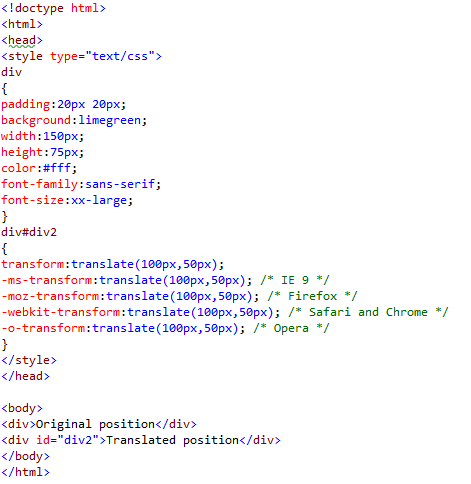 <!doctype html>
<html>
<head>
<style type="text/css">
div
{
padding:20px 20px;
background:limegreen;
width:150px;
height:75px;
color:#fff;
font-family:sans-serif;
font-size:xx-large;
}
div#div2
{
transform:translate(100px,50px);
-ms-transform:translate(100px,50px); /* IE 9 */
-moz-transform:translate(100px,50px); /* Firefox */
-webkit-transform:translate(100px,50px); /* Safari and Chrome */
-o-transform:translate(100px,50px); /* Opera */
}
</style>
</head>

<body>
<div>Original position</div>
<div id="div2">Translated position</div>
</body>
</html>